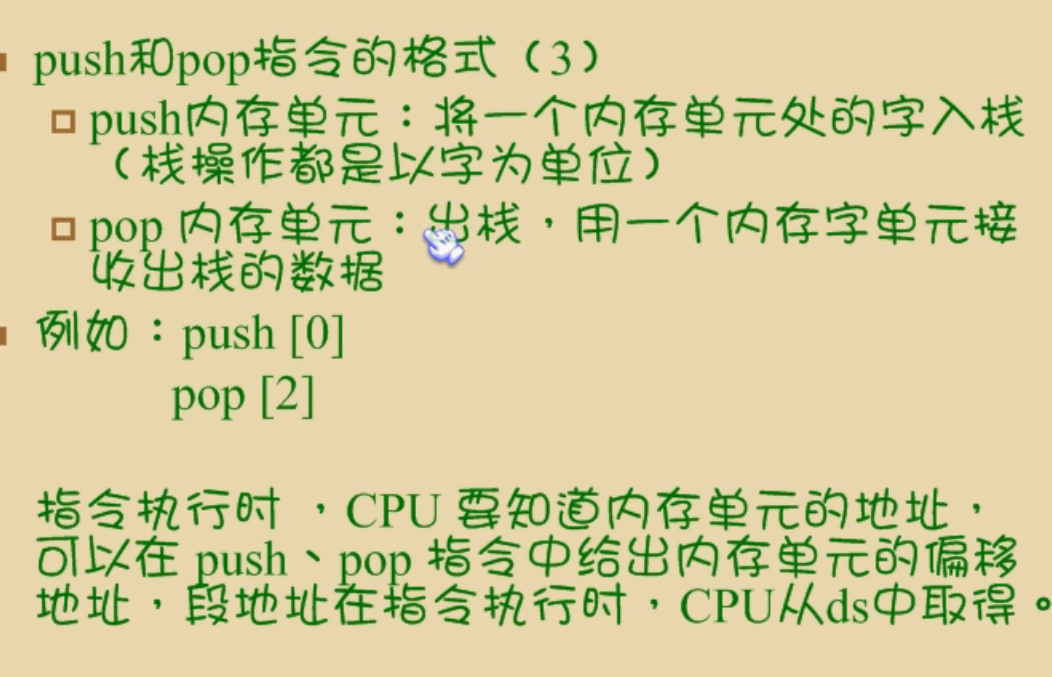 push和pop指令的格式（3）
push内存单元：将一个内存单元处的字入栈
（栈操作都是以字为单位）
pop 内存单元：出栈，用一个内存字单元接
收出栈的数据
例如：push [0]
pop [2]
指令执行时 ，CPU 要知道内存单元的地址，
可以在 push、pop 指令中给出内存单元的偏移
地址，段地址在指令执行时，CPU从ds中取得。